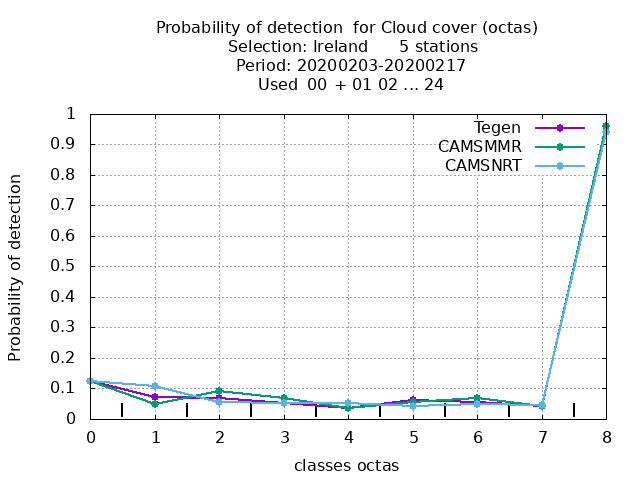 Probability of detection  for Cloud cover (octas)
Selection: Ireland      5 stations
Period: 20200203-20200217
Used  00 + 01 02 ... 24
Tegen
CAMSMMR
CAMSNRT
Probability of detection
1
0.9
0.8
0.7
0.6
0.5
0.4
0.3
0.2
0.1
0
0 1 2 3 4 5 6 7 8
classes octas